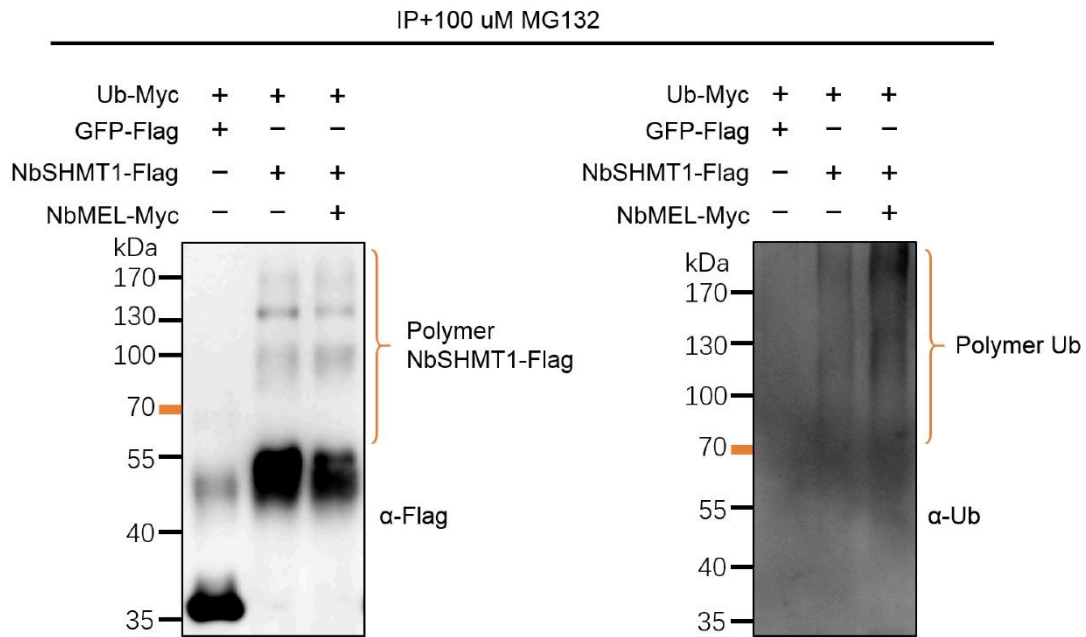 IP+100 uM MG132
Ub-Myc + + +
GFP-Flag + − −
NbSHMT1-Flag − + +
NbMEL-Myc − − +
kDa
170
130
100
70
55
40
35
Polymer
NbSHMT1-Flag
α-Flag
Ub-Myc + + +
GFP-Flag + − −
NbSHMT1-Flag − + +
NbMEL-Myc − − +
kDa
170
130
100
70
55
40
35
Polymer Ub
α-Ub